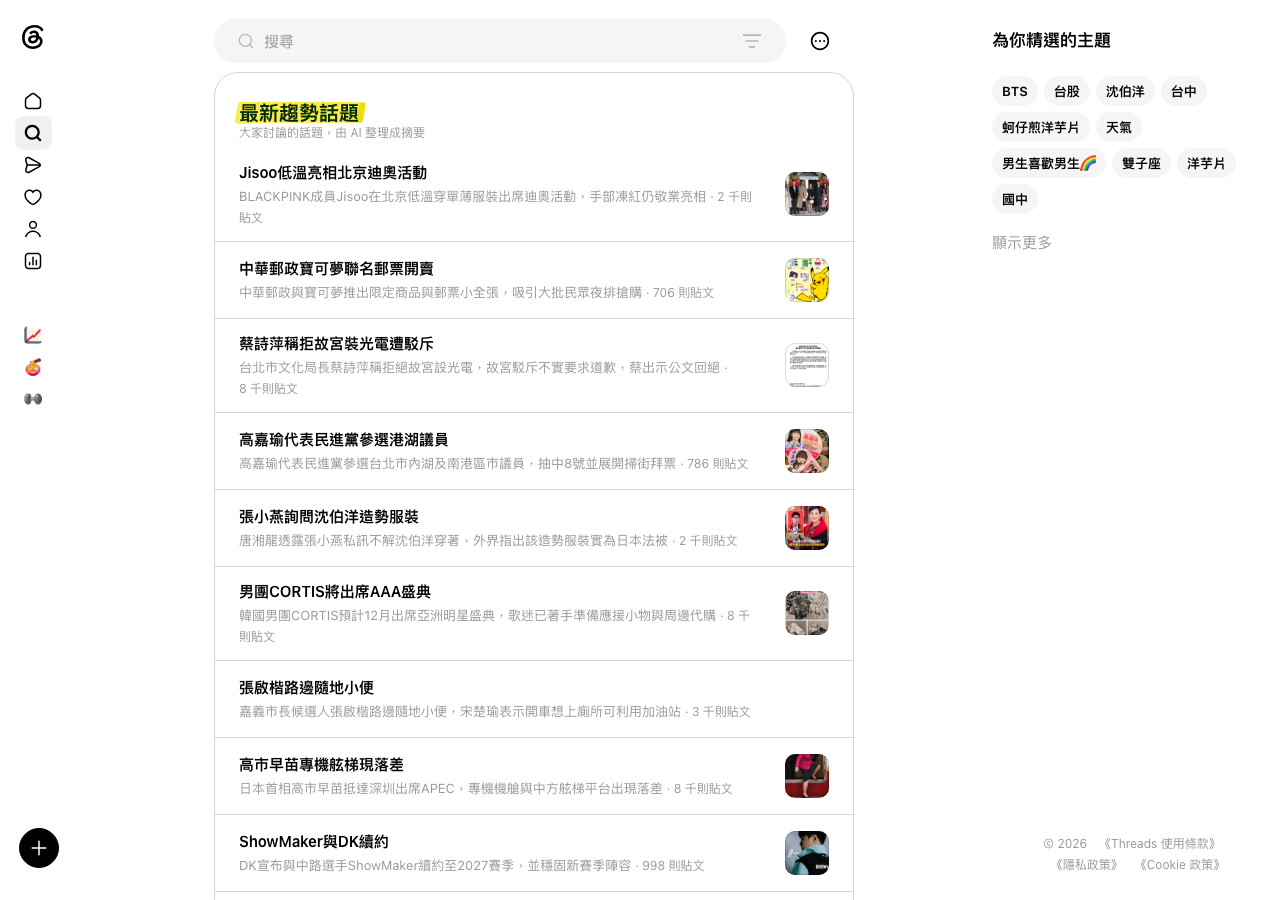 搜尋
最新趨勢話題
大家討論的話題，由 AI 整理成摘要
Jisoo低溫亮相北京迪奧活動
BLACKPINK成員Jisoo在北京低溫穿單薄服裝出席迪奧活動，手部凍紅仍敬業亮相 · 2 千則
貼文
中華郵政寶可夢聯名郵票開賣
中華郵政與寶可夢推出限定商品與郵票小全張，吸引大批民眾夜排搶購 · 706 則貼文
蔡詩萍稱拒故宮裝光電遭駁斥
台北市文化局長蔡詩萍稱拒絕故宮設光電，故宮駁斥不實要求道歉，蔡出示公文回絕 ·
8 千則貼文
高嘉瑜代表民進黨參選港湖議員
高嘉瑜代表民進黨參選台北市內湖及南港區市議員，抽中8號並展開掃街拜票 · 786 則貼文
張小燕詢問沈伯洋造勢服裝
唐湘龍透露張小燕私訊不解沈伯洋穿著，外界指出該造勢服裝實為日本法被 · 2 千則貼文
男團CORTIS將出席AAA盛典
韓國男團CORTIS預計12月出席亞洲明星盛典，歌迷已著手準備應援小物與周邊代購 · 8 千
則貼文
張啟楷路邊隨地小便
嘉義市長候選人張啟楷路邊隨地小便，宋楚瑜表示開車想上廁所可利用加油站 · 3 千則貼文
高市早苗專機舷梯現落差
日本首相高市早苗抵達深圳出席APEC，專機機艙與中方舷梯平台出現落差 · 8 千則貼文
ShowMaker與DK續約
DK宣布與中路選手ShowMaker續約至2027賽季，並穩固新賽季陣容 · 998 則貼文
為你精選的主題
BTS 台股 沈伯洋 台中
蚵仔煎洋芋片 天氣
男生喜歡男生🌈 雙子座 洋芋片
國中
顯示更多
© 2026 《Threads 使用條款》
《隱私政策》 《Cookie 政策》